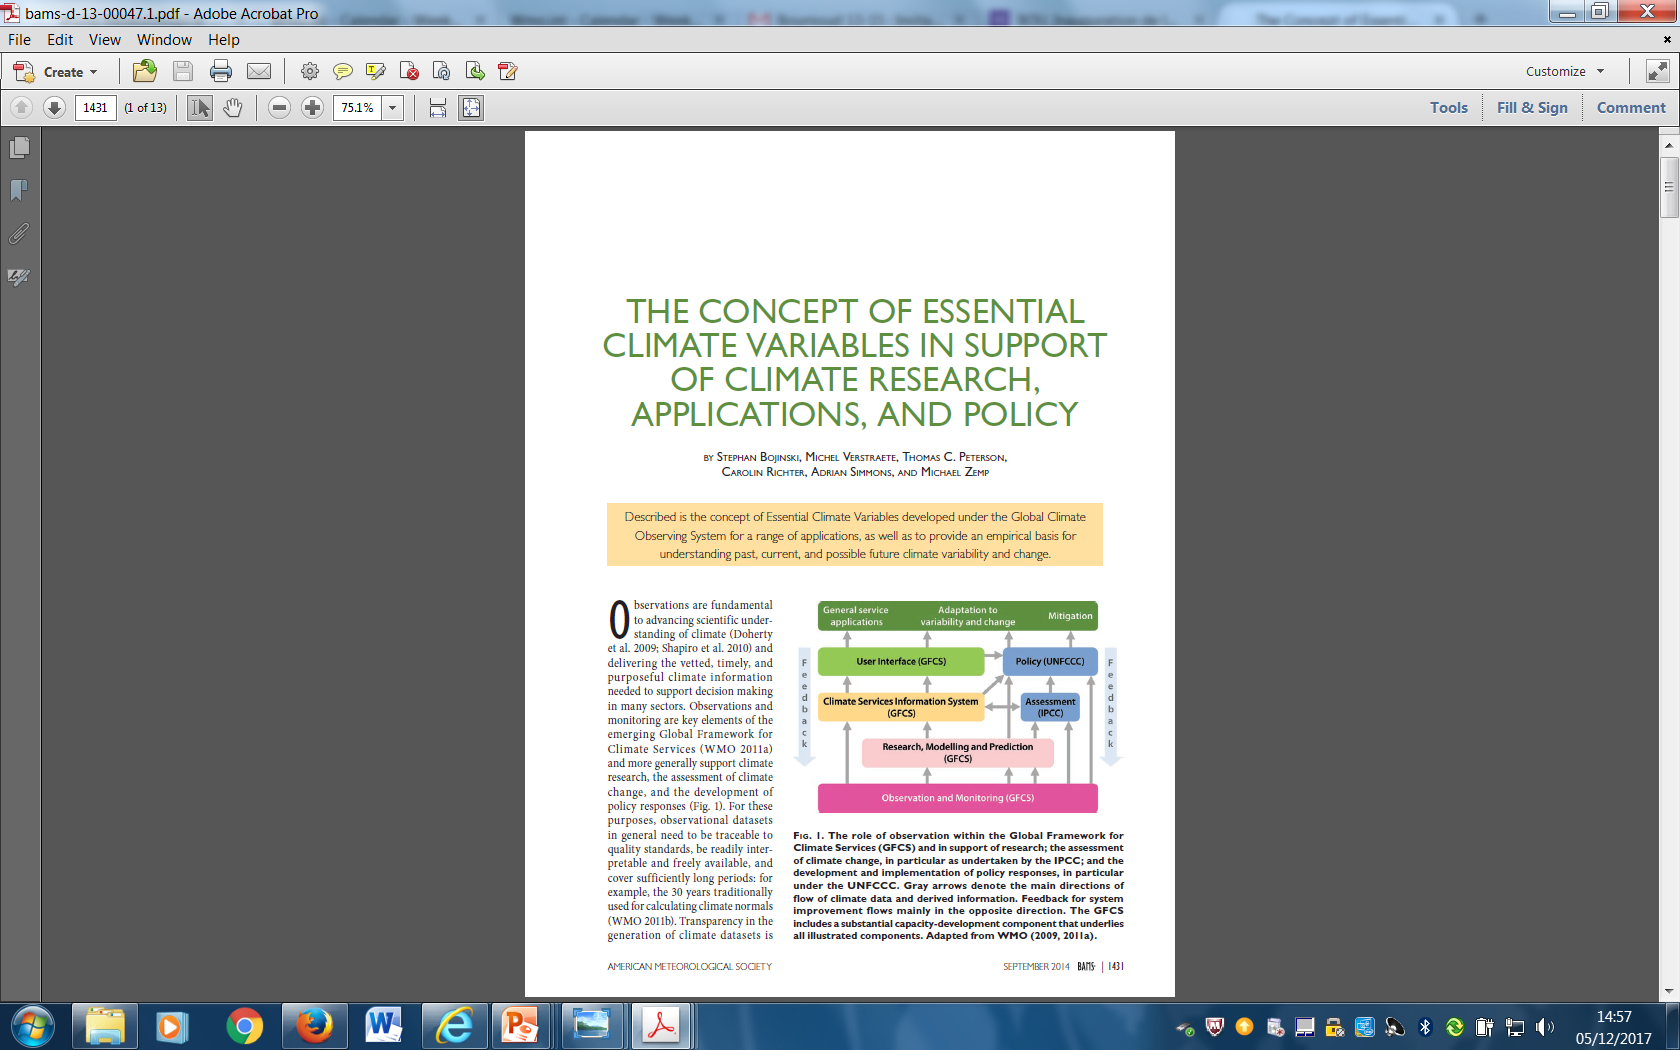 bams-d-13-00047.1.pdf - Adobe Acrobat Pro
File Edit View Window Help
Create
Customize
1431 (1 of 13) 75.1%
Tools Fill & Sign Comment
THE CONCEPT OF ESSENTIAL
CLIMATE VARIABLES IN SUPPORT
OF CLIMATE RESEARCH,
APPLICATIONS, AND POLICY
BY STEPHAN BOJINSKI, MICHEL VERSTRAETE, THOMAS C. PETERSON,
CAROLIN RICHTER, ADRIAN SIMMONS, AND MICHAEL ZEMP
Described is the concept of Essential Climate Variables developed under the Global Climate
Observing System for a range of applications, as well as to provide an empirical basis for
understanding past, current, and possible future climate variability and change.
Observations are fundamental
to advancing scientific under-
standing of climate (Doherty
et al. 2009; Shapiro et al. 2010) and
delivering the vetted, timely, and
purposeful climate information
needed to support decision making
in many sectors. Observations and
monitoring are key elements of the
emerging Global Framework for
Climate Services (WMO 2011a)
and more generally support climate
research, the assessment of climate
change, and the development of
policy responses (Fig. 1). For these
purposes, observational datasets
in general need to be traceable to
quality standards, be readily inter-
pretable and freely available, and
cover sufficiently long periods: for
example, the 30 years traditionally
used for calculating climate normals
(WMO 2011b). Transparency in the
generation of climate datasets is
General service
applications
Adaptation to
variability and change
Mitigation
User Interface (GFCS)
Policy (UNFCCC)
Climate Services Information System
(GFCS)
Assessment
(IPCC)
Research, Modelling and Prediction
(GFCS)
Observation and Monitoring (GFCS)
Feedback
Feedback
FIG. 1. The role of observation within the Global Framework for
Climate Services (GFCS) and in support of research; the assessment
of climate change, in particular as undertaken by the IPCC; and the
development and implementation of policy responses, in particular
under the UNFCCC. Gray arrows denote the main directions of
flow of climate data and derived information. Feedback for system
improvement flows mainly in the opposite direction. The GFCS
includes a substantial capacity-development component that underlies
all illustrated components. Adapted from WMO (2009, 2011a).
AMERICAN METEOROLOGICAL SOCIETY
SEPTEMBER 2014 BAMS | 1431
14:57
05/12/2017